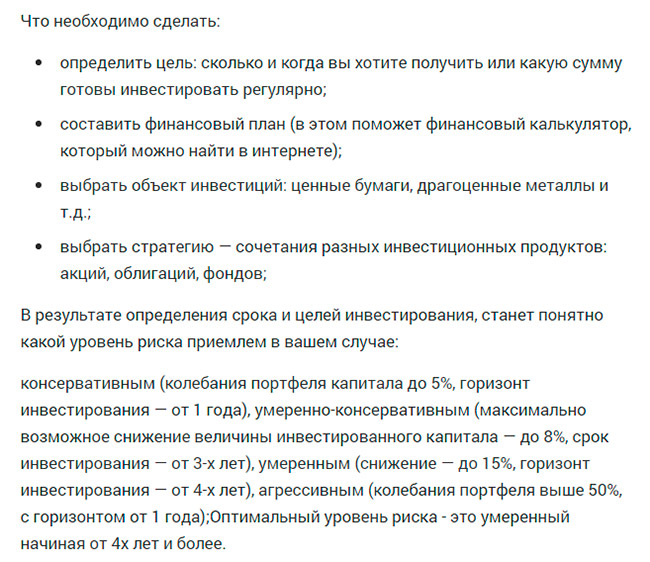 Что необходимо сделать:
• определить цель: сколько и когда вы хотите получить или какую сумму
готовы инвестировать регулярно;
• составить финансовый план (в этом поможет финансовый калькулятор,
который можно найти в интернете);
• выбрать объект инвестиций: ценные бумаги, драгоценные металлы и
т.д.;
• выбрать стратегию — сочетания разных инвестиционных продуктов:
акций, облигаций, фондов;
В результате определения срока и целей инвестирования, станет понятно
какой уровень риска приемлем в вашем случае:
консервативным (колебания портфеля капитала до 5%, горизонт
инвестирования — от 1 года), умеренно-консервативным (максимально
возможное снижение величины инвестированного капитала — до 8%, срок
инвестирования — от 3-х лет), умеренным (снижение — до 15%, горизонт
инвестирования — от 4-х лет), агрессивным (колебания портфеля выше 50%,
с горизонтом от 1 года);Оптимальный уровень риска - это умеренный
начиная от 4х лет и более.